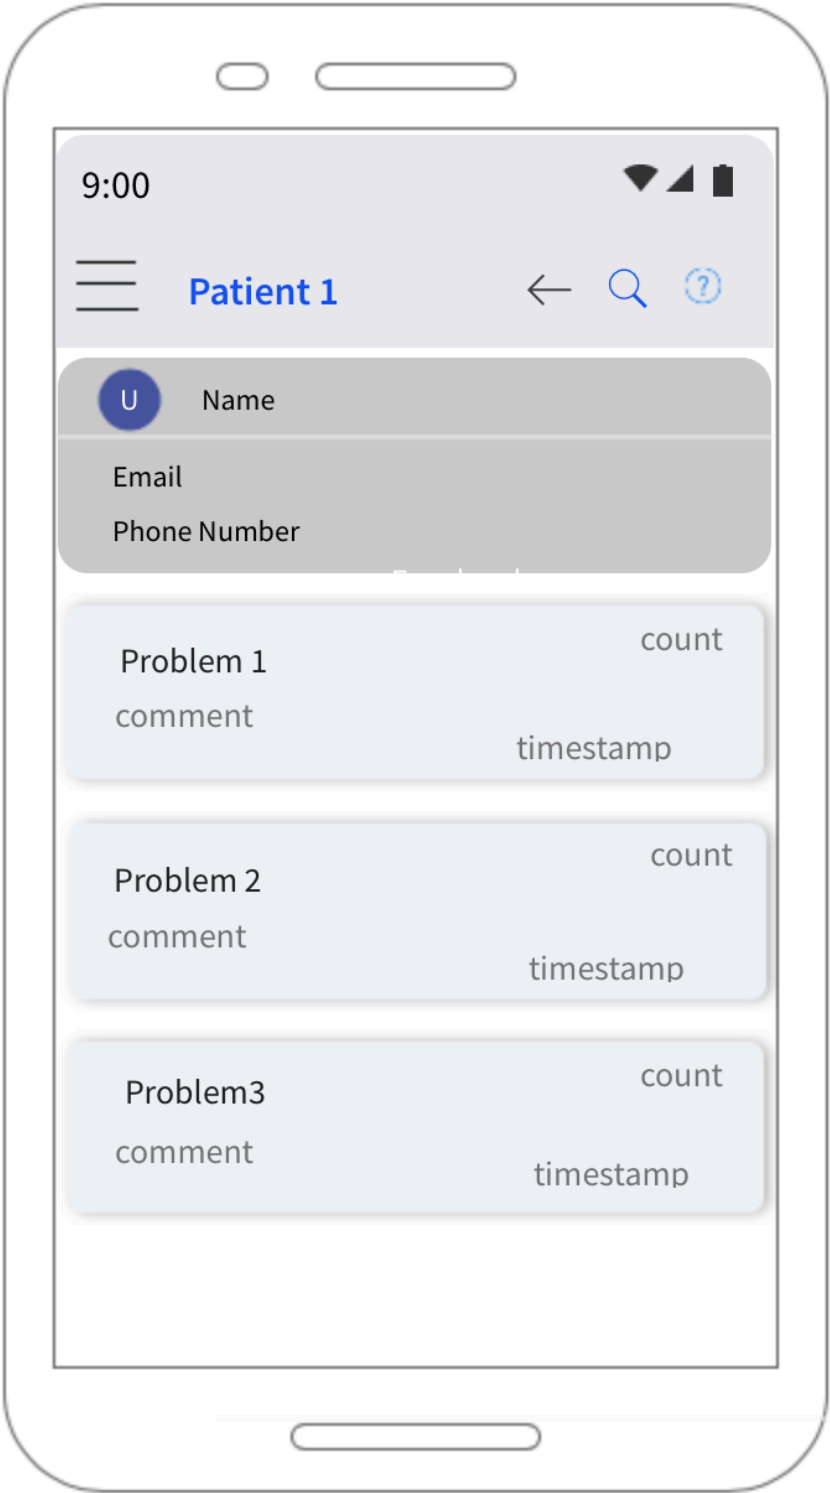 9:00
Patient 1
?
U Name
Email
Phone Number
count
Problem 1
comment
timestamp
count
Problem 2
comment
timestamp
count
Problem3
comment
timestamp